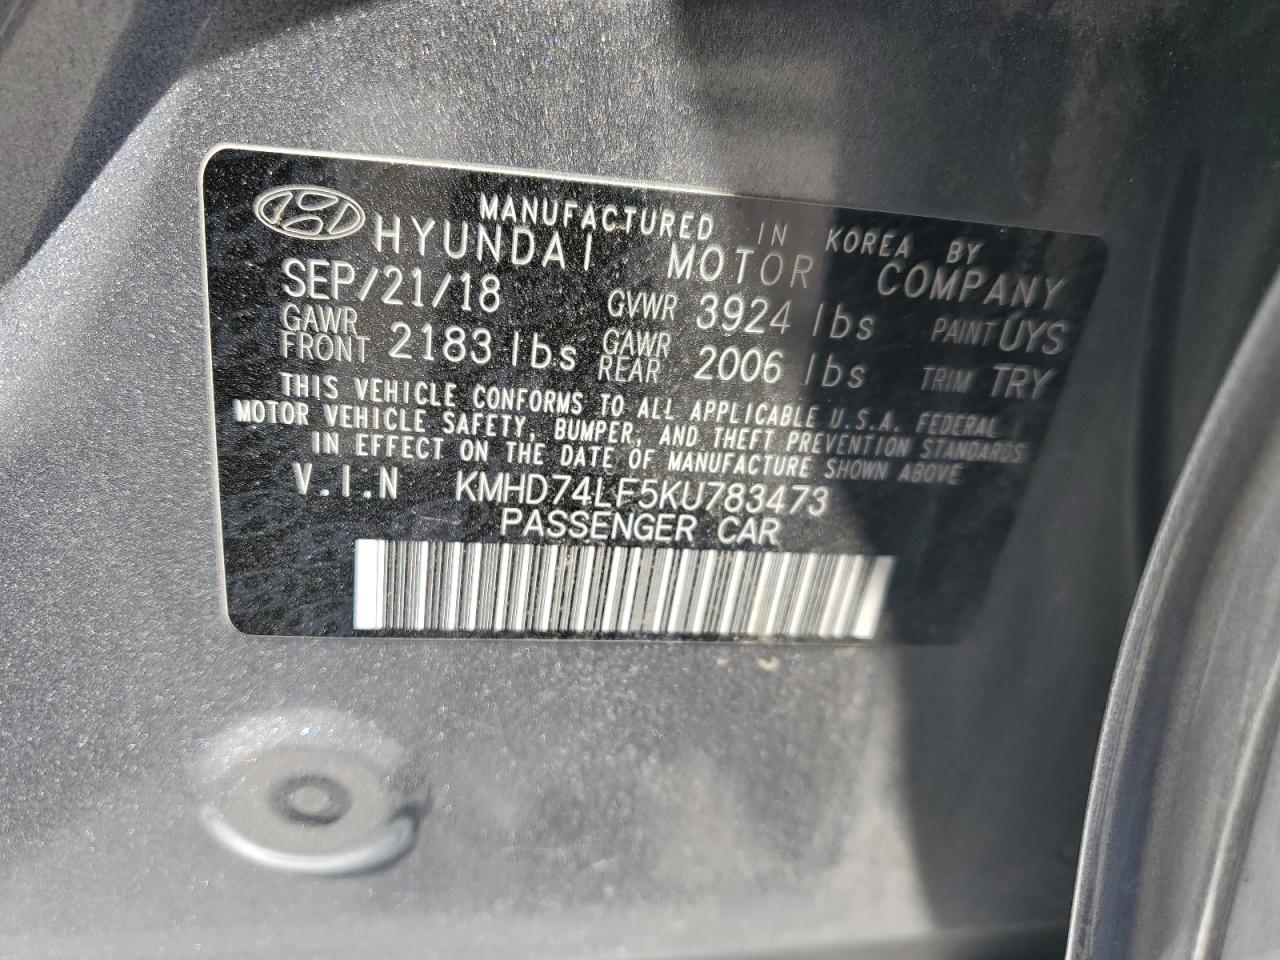 MANUFACTURED IN KOREA BY
HYUNDAI MOTOR COMPANY
SEP/21/18 GVWR 3924 lbs PAINT UYS
GAWR FRONT 2183 lbs GAWR REAR 2006 lbs TRIM TRY
THIS VEHICLE CONFORMS TO ALL APPLICABLE U.S.A. FEDERAL
MOTOR VEHICLE SAFETY, BUMPER, AND THEFT PREVENTION STANDARDS
IN EFFECT ON THE DATE OF MANUFACTURE SHOWN ABOVE
V.I.N KMHD74LF5KU783473
PASSENGER CAR